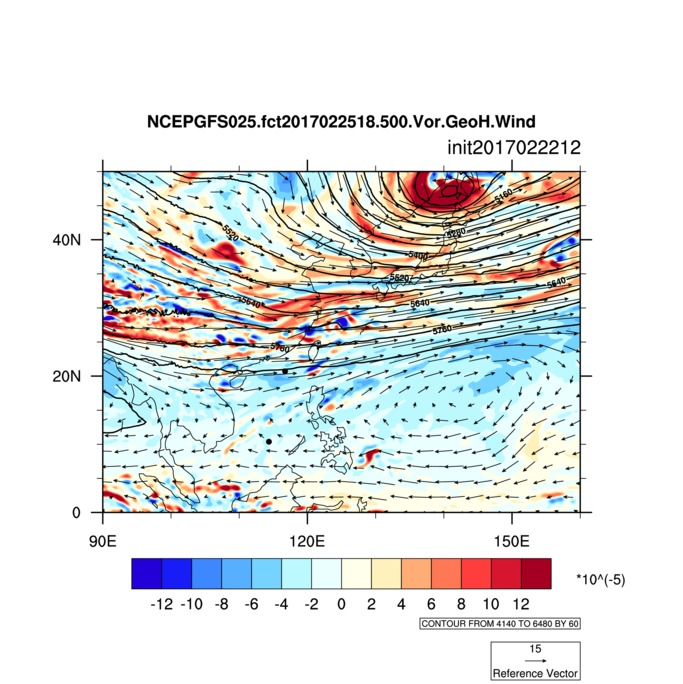 NCEPGFS025.fct2017022518.500.Vor.GeoH.Wind
init2017022212
5160
5280
5400
5520
5520
5640
5640
5640
5760
5760
40N
20N
0
90E 120E 150E
-12 -10 -8 -6 -4 -2 0 2 4 6 8 10 12
*10^(-5)
CONTOUR FROM 4140 TO 6480 BY 60
15
Reference Vector